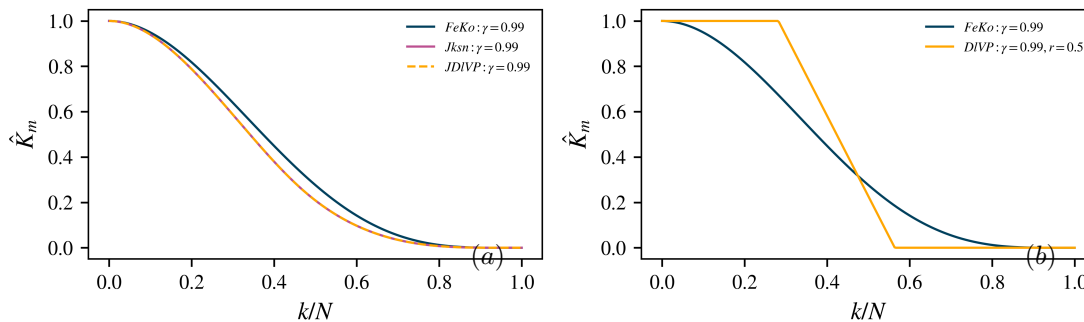 1.0
0.8
0.6
0.4
0.2
0.0
K̂m
FeKo : γ = 0.99
Jksn : γ = 0.99
JDlVP : γ = 0.99
(a)
0.0 0.2 0.4 0.6 0.8 1.0
k/N
1.0
0.8
0.6
0.4
0.2
0.0
K̂m
FeKo : γ = 0.99
DlVP : γ = 0.99, r = 0.5
(b)
0.0 0.2 0.4 0.6 0.8 1.0
k/N